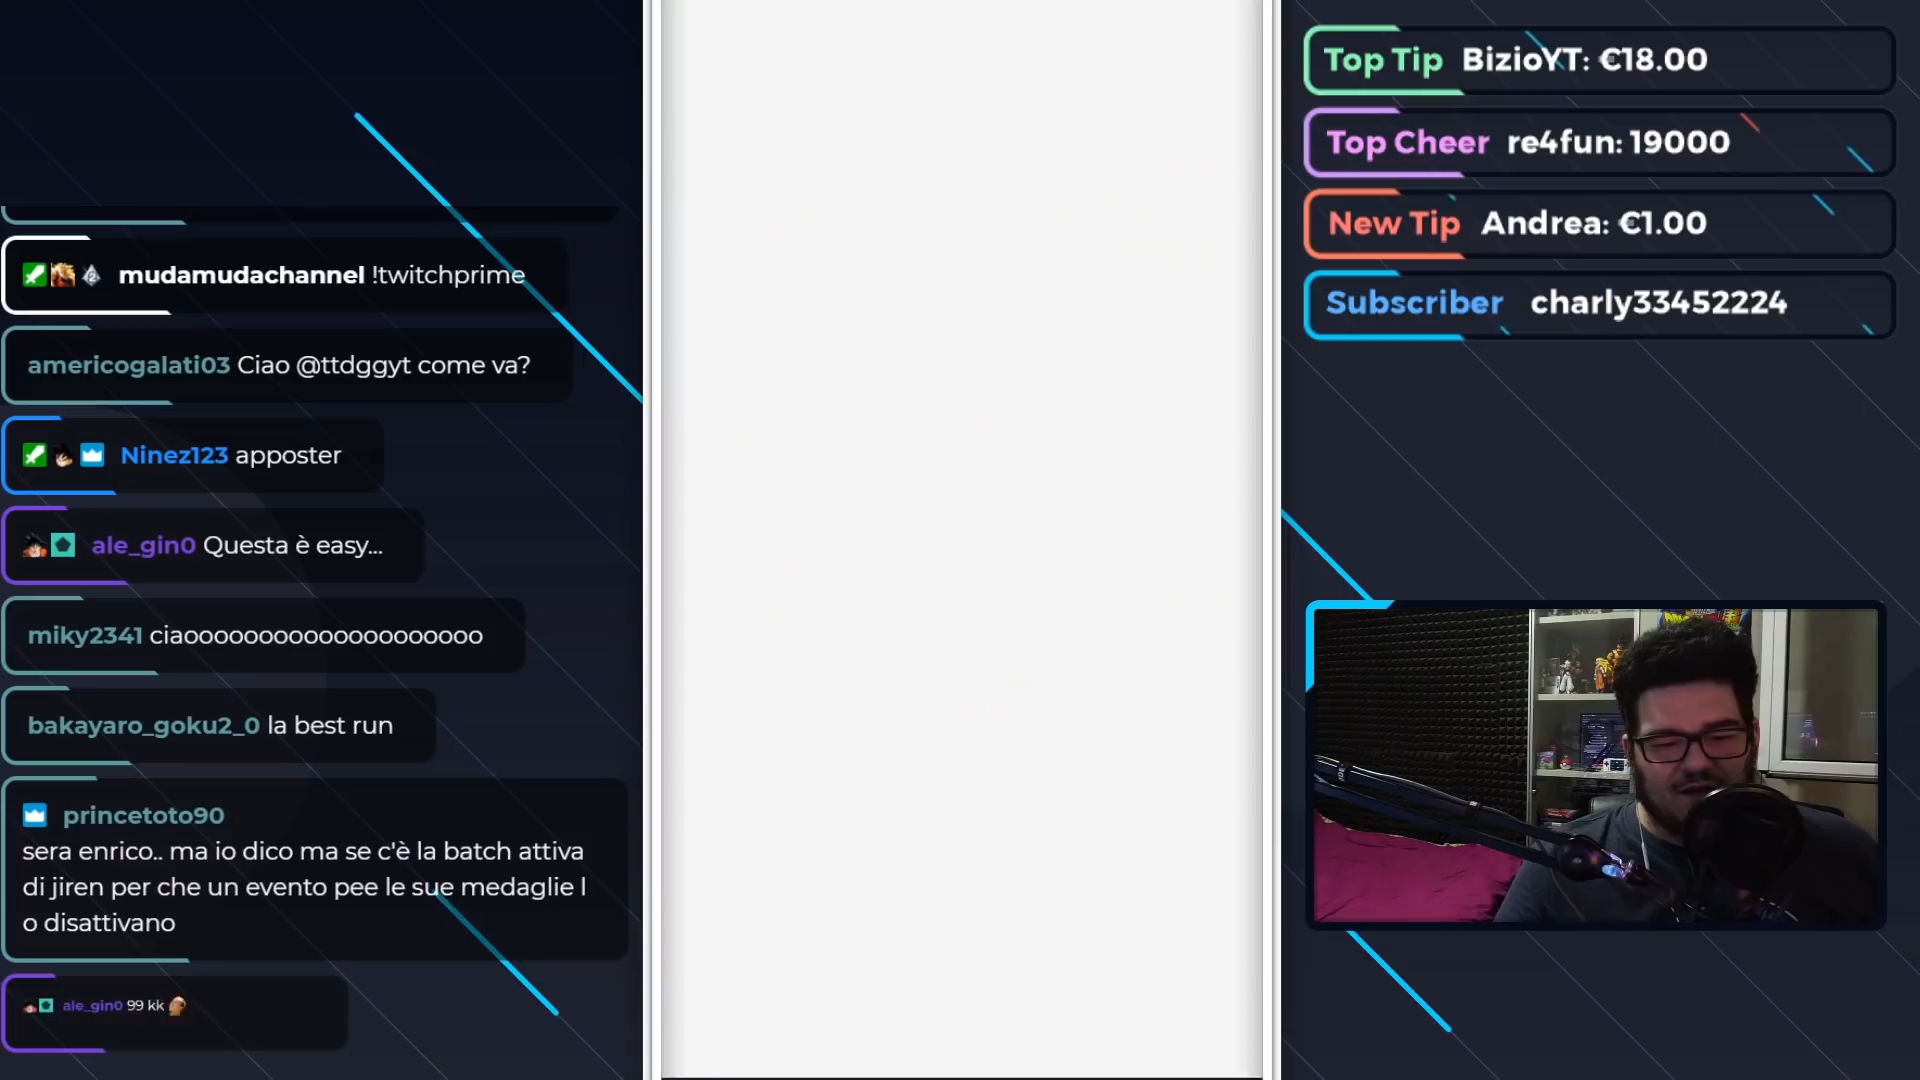 mudamudachannel !twitchprime
americogalati03 Ciao @ttdggyt come va?
Ninez123 apposter
ale_gin0 Questa è easy...
miky2341 ciaoooooooooooooooooooo
bakayaro_goku2_0 la best run
princetoto90
sera enrico.. ma io dico ma se c'è la batch attiva
di jiren per che un evento pee le sue medaglie l
o disattivano
ale_gin0 99 kk
Top Tip BizioYT: €18.00
Top Cheer re4fun: 19000
New Tip Andrea: €1.00
Subscriber charly33452224